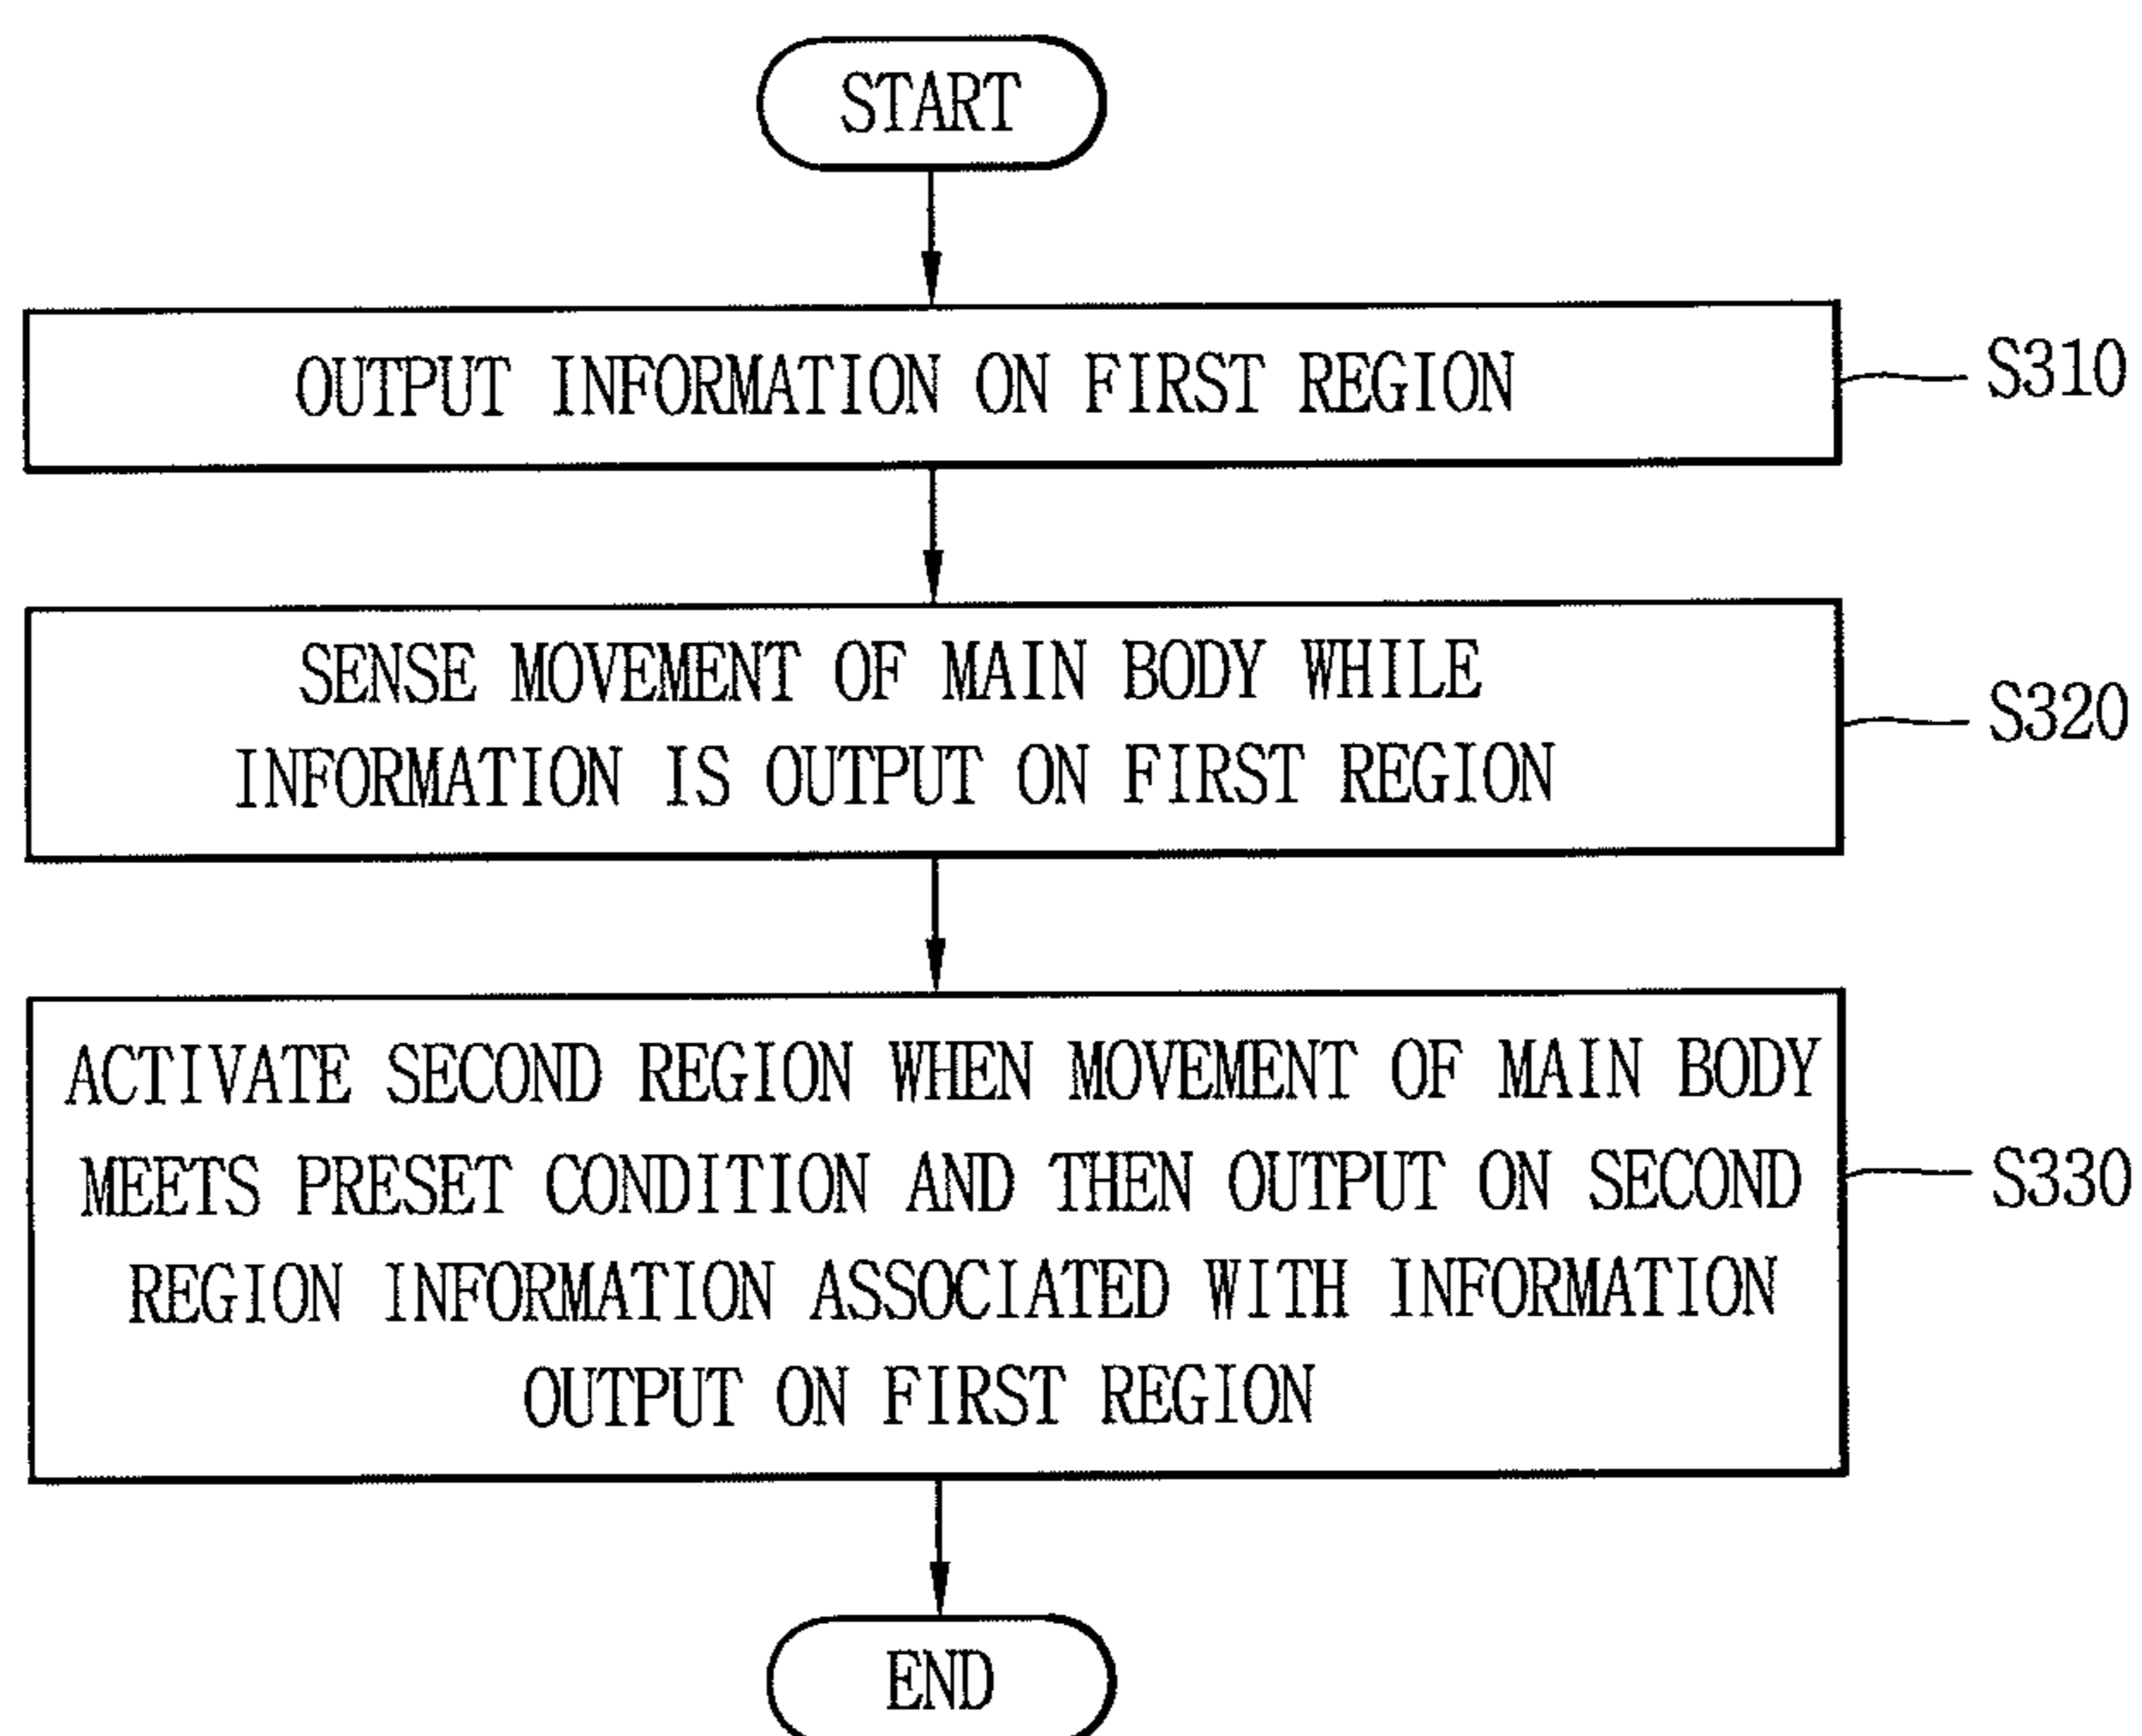 START
OUTPUT INFORMATION ON FIRST REGION
S310
SENSE MOVEMENT OF MAIN BODY WHILE
INFORMATION IS OUTPUT ON FIRST REGION
S320
ACTIVATE SECOND REGION WHEN MOVEMENT OF MAIN BODY
MEETS PRESET CONDITION AND THEN OUTPUT ON SECOND
REGION INFORMATION ASSOCIATED WITH INFORMATION
OUTPUT ON FIRST REGION
S330
END